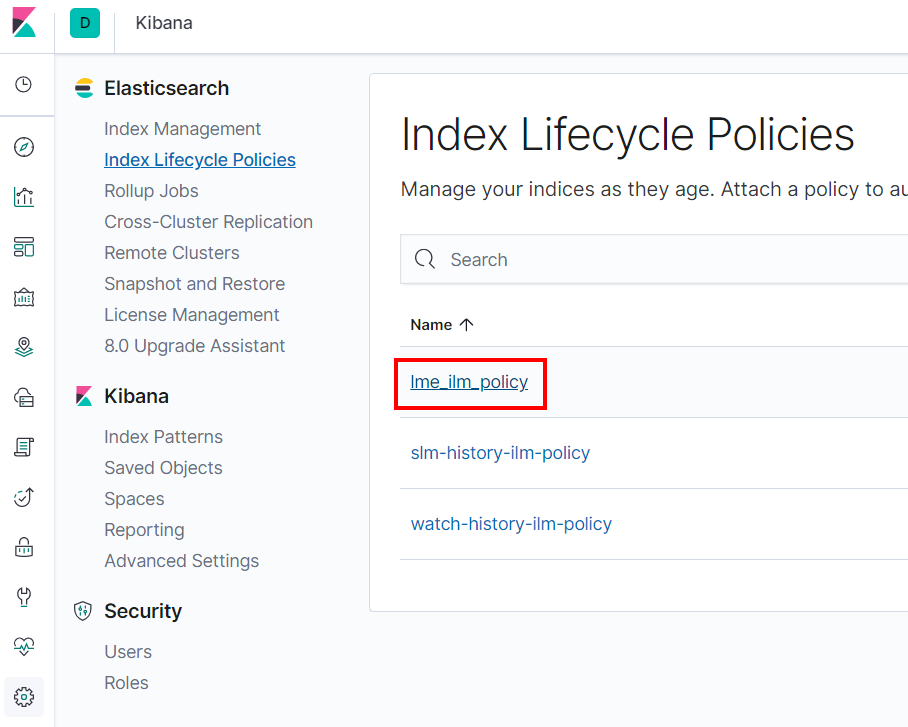 D
Kibana
Elasticsearch
Index Management
Index Lifecycle Policies
Rollup Jobs
Cross-Cluster Replication
Remote Clusters
Snapshot and Restore
License Management
8.0 Upgrade Assistant
Kibana
Index Patterns
Saved Objects
Spaces
Reporting
Advanced Settings
Security
Users
Roles
Index Lifecycle Policies
Manage your indices as they age. Attach a policy to au
Search
Name
lme_ilm_policy
slm-history-ilm-policy
watch-history-ilm-policy